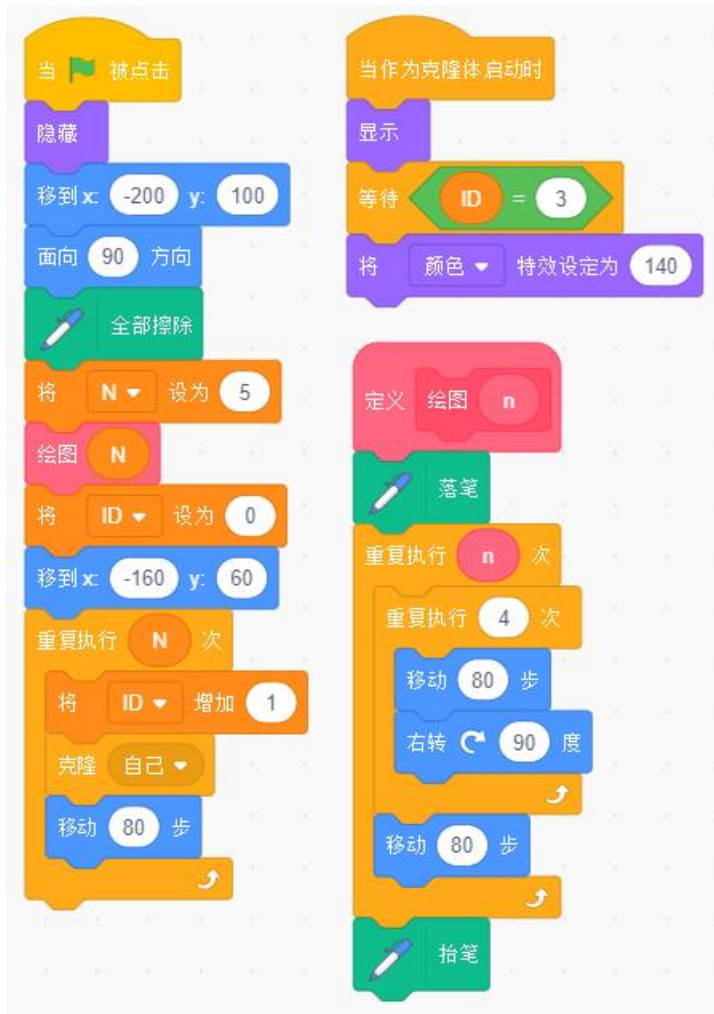 当 被点击
隐藏
移到 x: -200 y: 100
面向 90 方向
全部擦除
将 N 设为 5
绘图 N
将 ID 设为 0
移到 x: -160 y: 60
重复执行 N 次
将 ID 增加 1
克隆 自己
移动 80 步
当作为克隆体启动时
显示
等待 ID = 3
将 颜色 特效设定为 140
定义 绘图 n
落笔
重复执行 n 次
重复执行 4 次
移动 80 步
右转 90 度
移动 80 步
抬笔